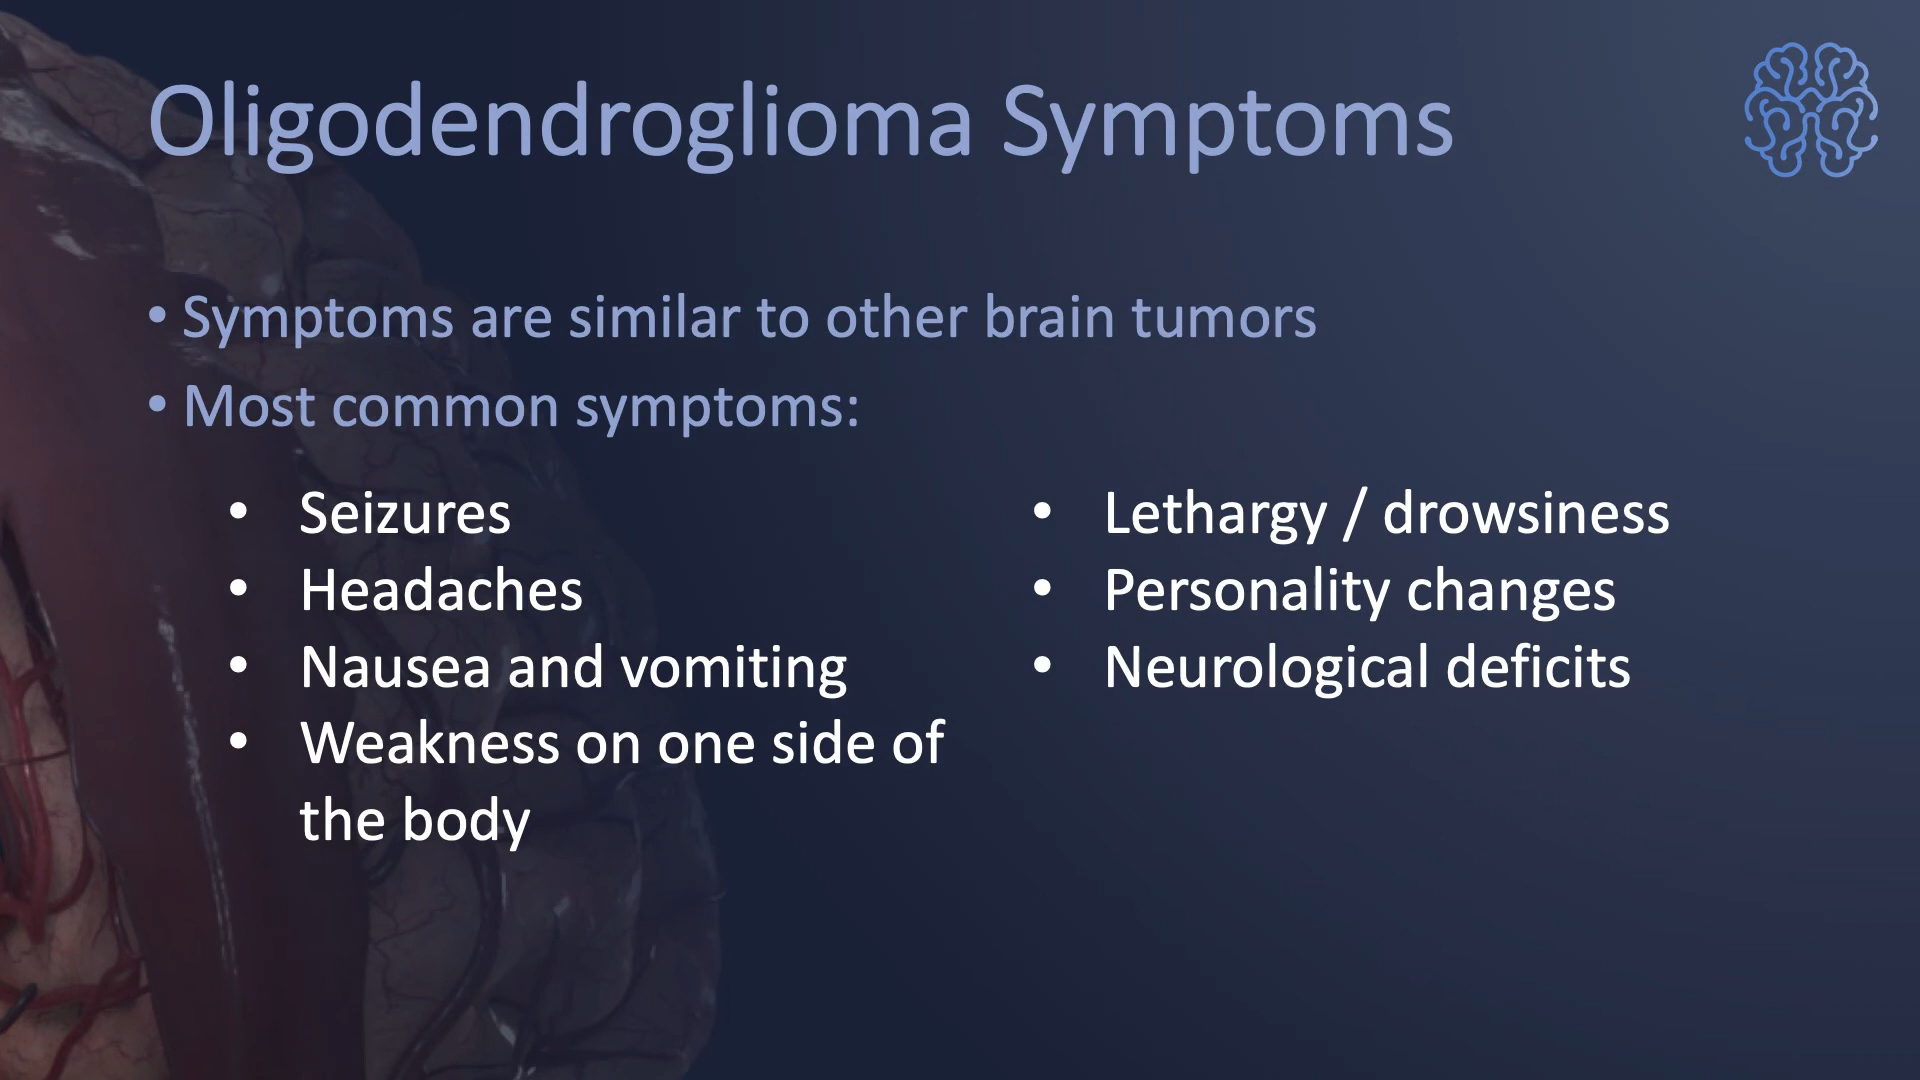 Oligodendroglioma Symptoms
• Symptoms are similar to other brain tumors
• Most common symptoms:
• Seizures
• Headaches
• Nausea and vomiting
• Weakness on one side of
the body
• Lethargy / drowsiness
• Personality changes
• Neurological deficits